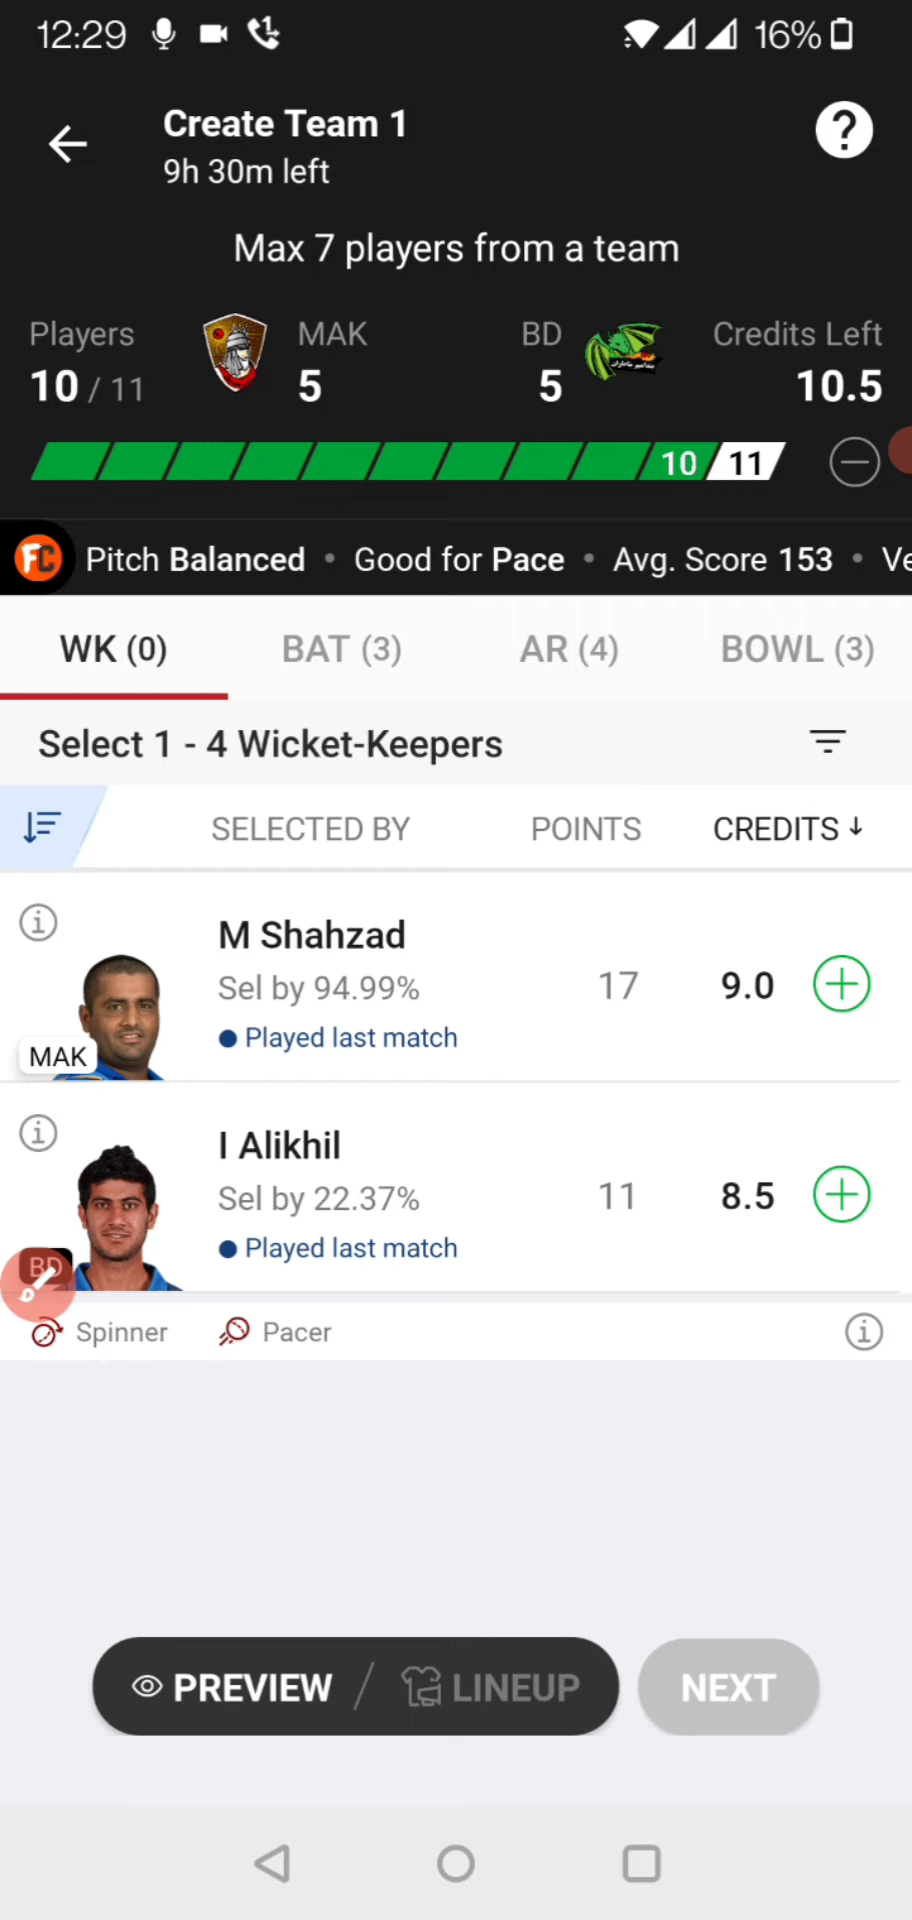 12:29 1 16%
Create Team 1
9h 30m left
?
Max 7 players from a team
Players MAK BD Credits Left
10 / 11 5 5 10.5
10 11
FC Pitch Balanced • Good for Pace • Avg. Score 153 • Ve
WK (0) BAT (3) AR (4) BOWL (3)
Select 1 - 4 Wicket-Keepers
SELECTED BY POINTS CREDITS ↓
M Shahzad
Sel by 94.99% 17 9.0
Played last match
MAK
I Alikhil
Sel by 22.37% 11 8.5
Played last match
BD
Spinner Pacer
PREVIEW / LINEUP NEXT